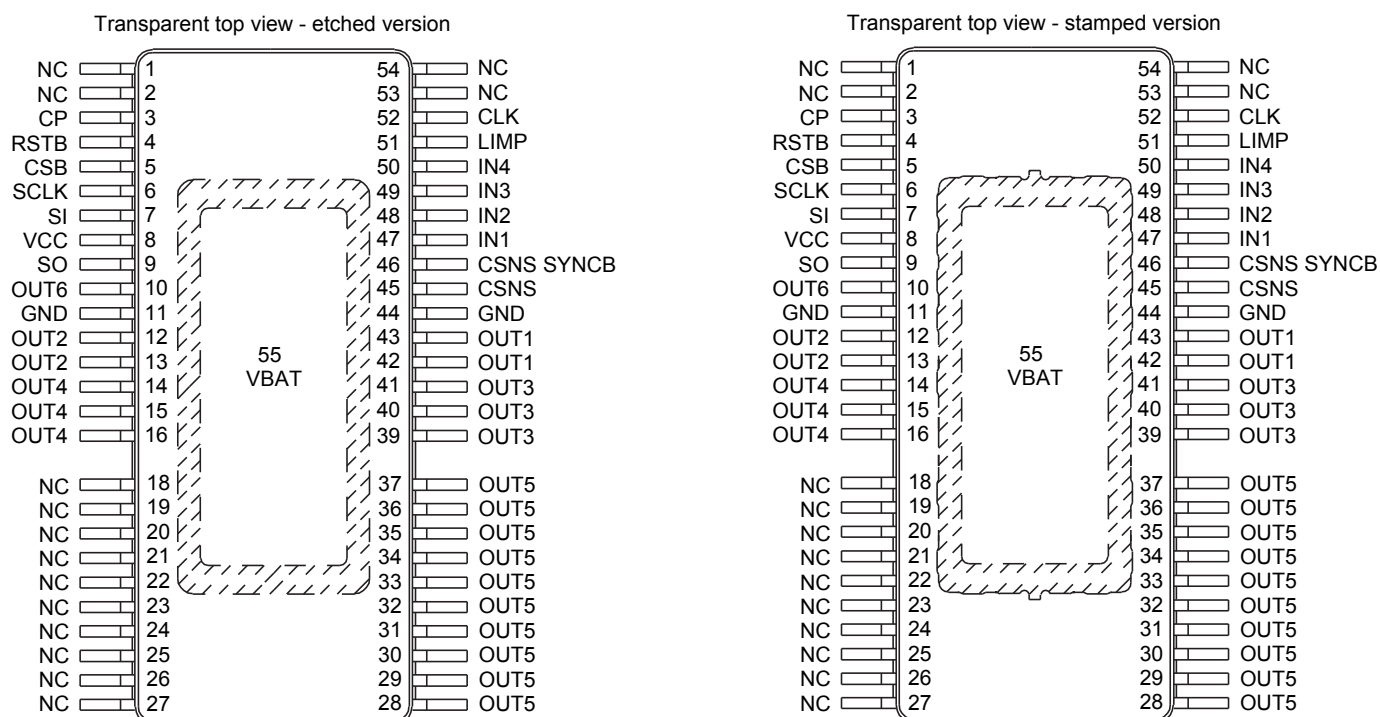 Transparent top view - etched version
NC 1 54 NC
NC 2 53 NC
CP 3 52 CLK
RSTB 4 51 LIMP
CSB 5 50 IN4
SCLK 6 49 IN3
SI 7 48 IN2
VCC 8 47 IN1
SO 9 46 CSNS SYNCB
OUT6 10 45 CSNS
GND 11 44 GND
OUT2 12 43 OUT1
OUT2 13 42 OUT1
OUT4 14 41 OUT3
OUT4 15 40 OUT3
OUT4 16 39 OUT3
55
VBAT
NC 18 37 OUT5
NC 19 36 OUT5
NC 20 35 OUT5
NC 21 34 OUT5
NC 22 33 OUT5
NC 23 32 OUT5
NC 24 31 OUT5
NC 25 30 OUT5
NC 26 29 OUT5
NC 27 28 OUT5
Transparent top view - stamped version
NC 1 54 NC
NC 2 53 NC
CP 3 52 CLK
RSTB 4 51 LIMP
CSB 5 50 IN4
SCLK 6 49 IN3
SI 7 48 IN2
VCC 8 47 IN1
SO 9 46 CSNS SYNCB
OUT6 10 45 CSNS
GND 11 44 GND
OUT2 12 43 OUT1
OUT2 13 42 OUT1
OUT4 14 41 OUT3
OUT4 15 40 OUT3
OUT4 16 39 OUT3
55
VBAT
NC 18 37 OUT5
NC 19 36 OUT5
NC 20 35 OUT5
NC 21 34 OUT5
NC 22 33 OUT5
NC 23 32 OUT5
NC 24 31 OUT5
NC 25 30 OUT5
NC 26 29 OUT5
NC 27 28 OUT5